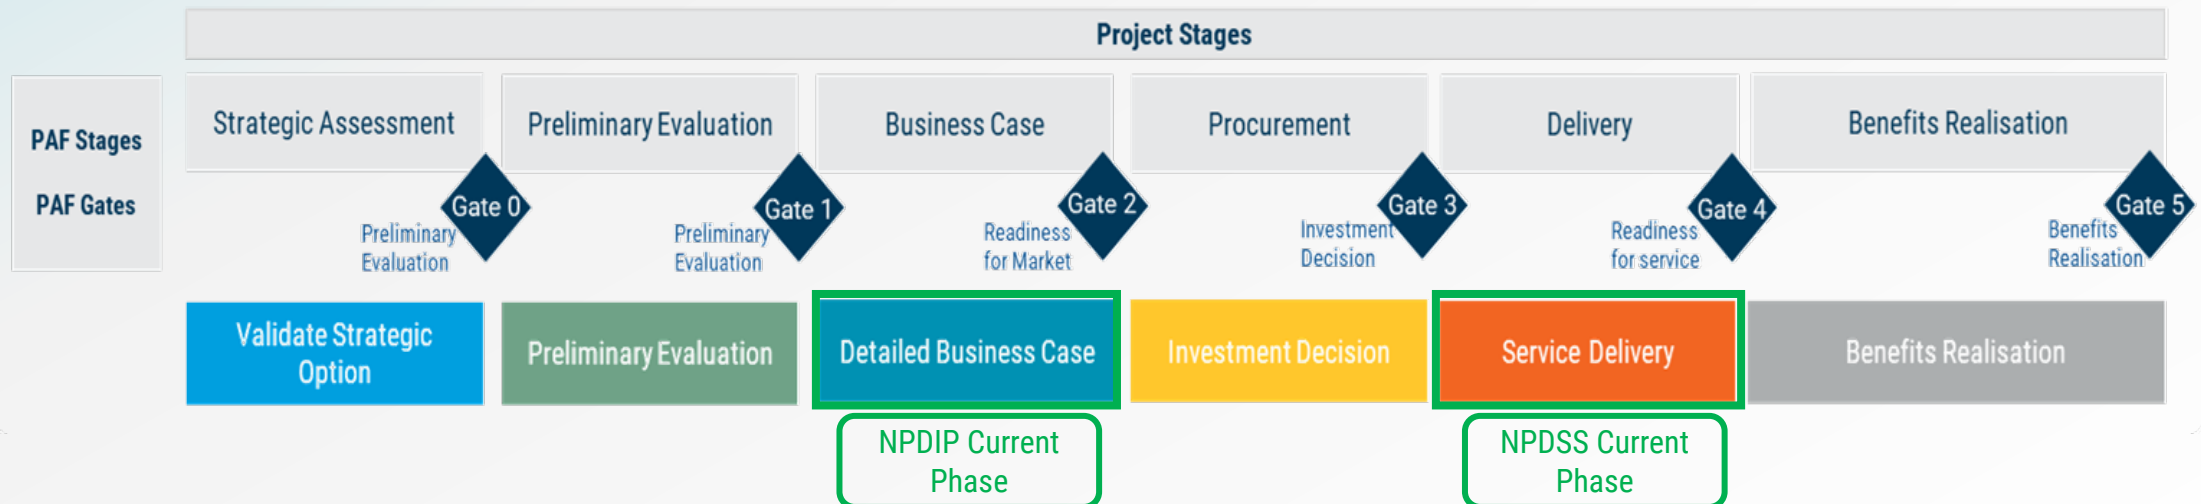 Project Stages
PAF Stages
PAF Gates
Strategic Assessment
Preliminary Evaluation
Business Case
Procurement
Delivery
Benefits Realisation
Gate 0
Preliminary
Evaluation
Gate 1
Preliminary
Evaluation
Gate 2
Readiness
for Market
Gate 3
Investment
Decision
Gate 4
Readiness
for service
Gate 5
Benefits
Realisation
Validate Strategic
Option
Preliminary Evaluation
Detailed Business Case
Investment Decision
Service Delivery
Benefits Realisation
NPDIP Current
Phase
NPDSS Current
Phase